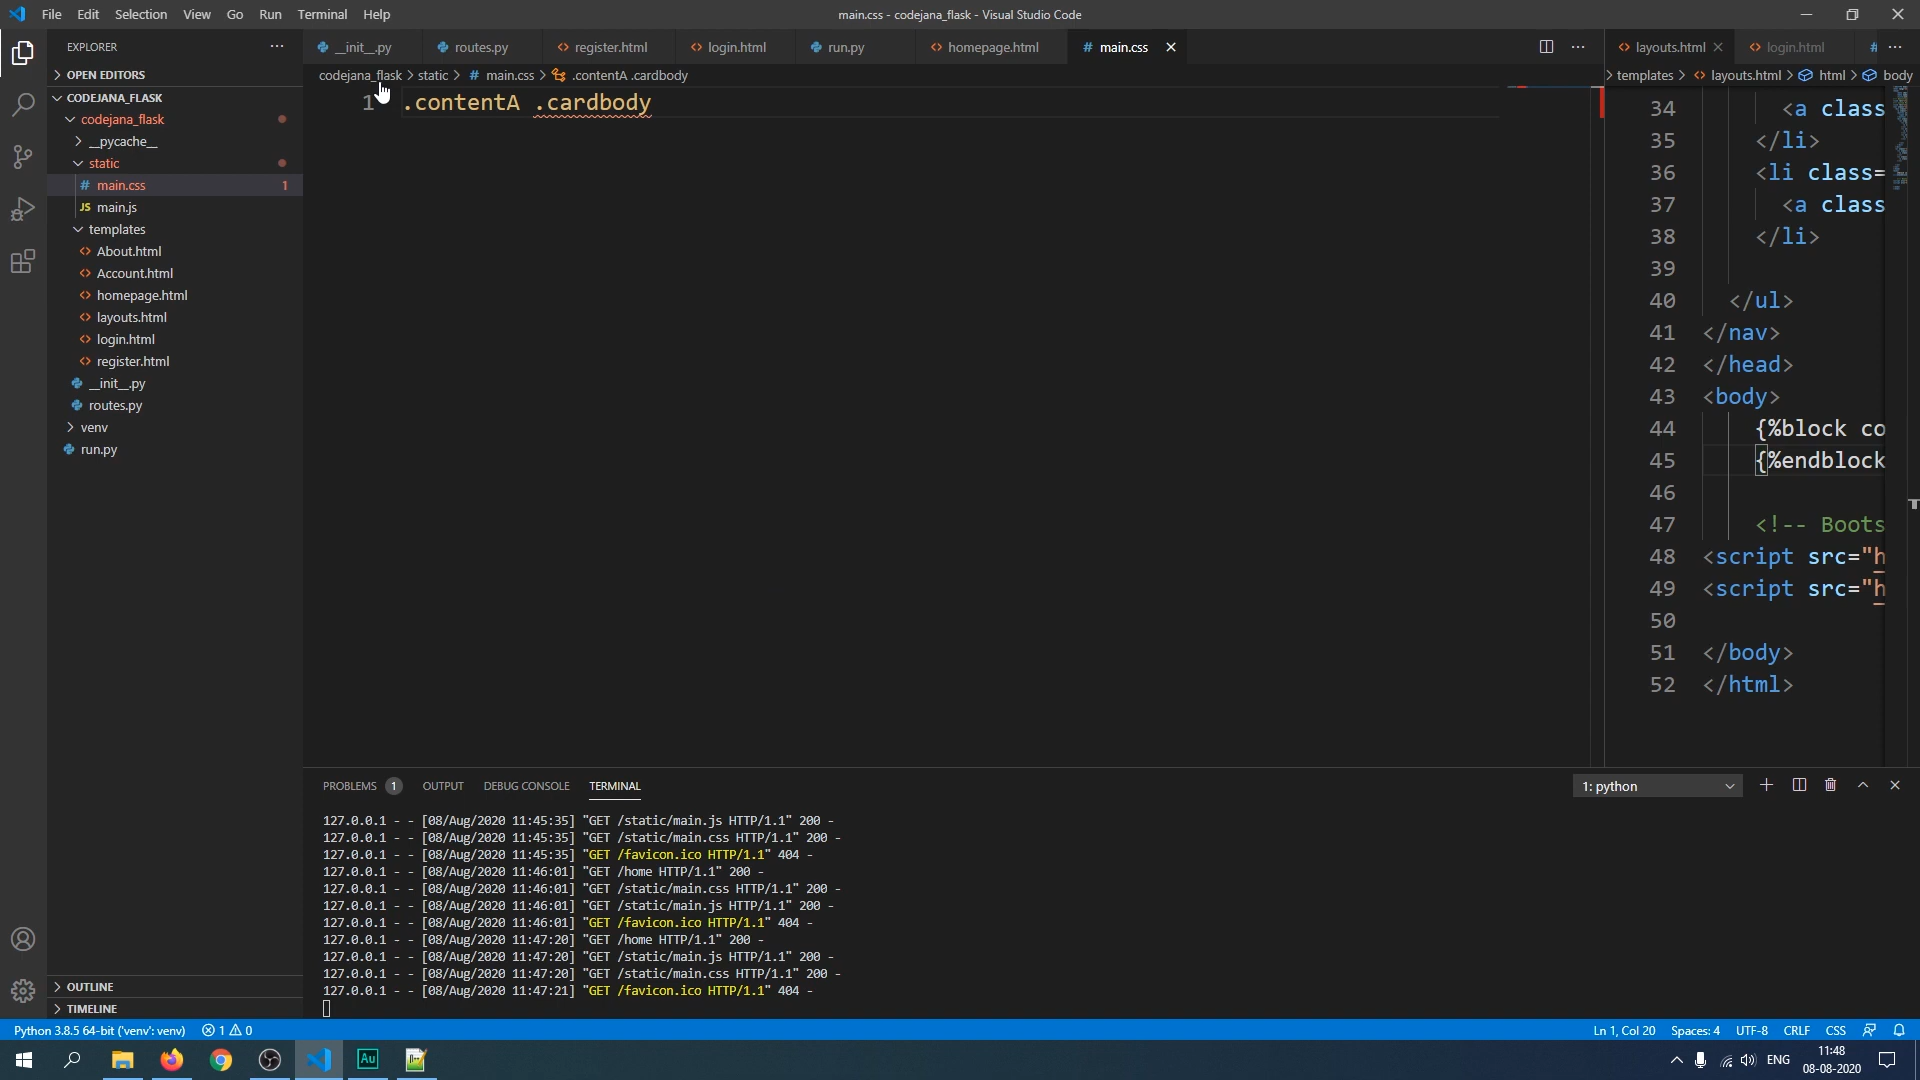 File Edit Selection View Go Run Terminal Help
main.css - codejana_flask - Visual Studio Code
EXPLORER
OPEN EDITORS
CODEJANA_FLASK
codejana_flask
__pycache__
static
main.css 1
main.js
templates
About.html
Account.html
homepage.html
layouts.html
login.html
register.html
__init__.py
routes.py
venv
run.py
OUTLINE
TIMELINE
__init__.py routes.py register.html login.html run.py homepage.html main.css
codejana_flask > static > # main.css > .contentA .cardbody
1 .contentA .cardbody
layouts.html login.html
templates > layouts.html > html > body
34 <a class
35 </li>
36 <li class=
37 <a class
38 </li>
39
40 </ul>
41 </nav>
42 </head>
43 <body>
44 {%block co
45 {%endblock
46
47 <!-- Boots
48 <script src="h
49 <script src="h
50
51 </body>
52 </html>
PROBLEMS 1 OUTPUT DEBUG CONSOLE TERMINAL
1: python
127.0.0.1 - - [08/Aug/2020 11:45:35] "GET /static/main.js HTTP/1.1" 200 -
127.0.0.1 - - [08/Aug/2020 11:45:35] "GET /static/main.css HTTP/1.1" 200 -
127.0.0.1 - - [08/Aug/2020 11:45:35] "GET /favicon.ico HTTP/1.1" 404 -
127.0.0.1 - - [08/Aug/2020 11:46:01] "GET /home HTTP/1.1" 200 -
127.0.0.1 - - [08/Aug/2020 11:46:01] "GET /static/main.css HTTP/1.1" 200 -
127.0.0.1 - - [08/Aug/2020 11:46:01] "GET /static/main.js HTTP/1.1" 200 -
127.0.0.1 - - [08/Aug/2020 11:46:01] "GET /favicon.ico HTTP/1.1" 404 -
127.0.0.1 - - [08/Aug/2020 11:47:20] "GET /home HTTP/1.1" 200 -
127.0.0.1 - - [08/Aug/2020 11:47:20] "GET /static/main.js HTTP/1.1" 200 -
127.0.0.1 - - [08/Aug/2020 11:47:20] "GET /static/main.css HTTP/1.1" 200 -
127.0.0.1 - - [08/Aug/2020 11:47:21] "GET /favicon.ico HTTP/1.1" 404 -
Python 3.8.5 64-bit ('venv': venv) 1 0
Ln 1, Col 20 Spaces: 4 UTF-8 CRLF CSS
Au
ENG
11:48
08-08-2020